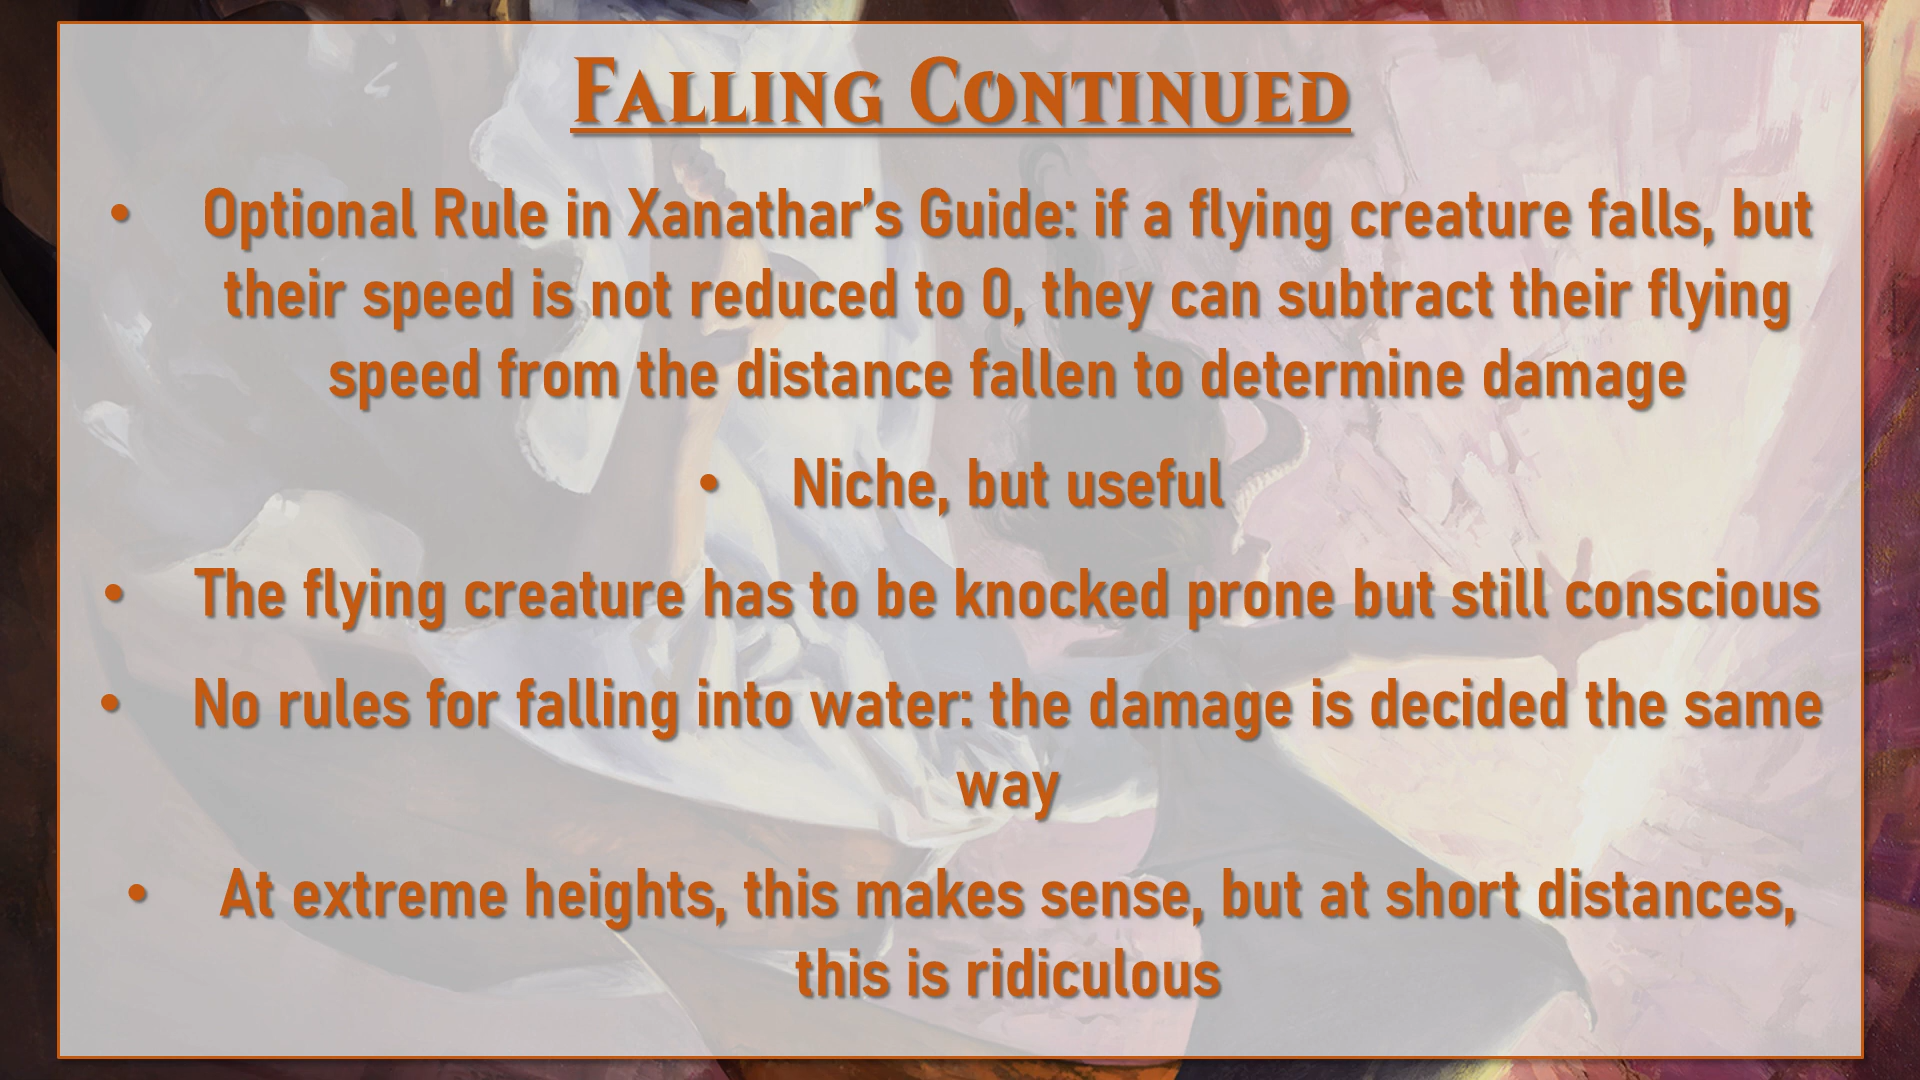 Falling Continued
• Optional Rule in Xanathar’s Guide: if a flying creature falls, but
their speed is not reduced to 0, they can subtract their flying
speed from the distance fallen to determine damage
• Niche, but useful
• The flying creature has to be knocked prone but still conscious
• No rules for falling into water: the damage is decided the same
way
• At extreme heights, this makes sense, but at short distances,
this is ridiculous